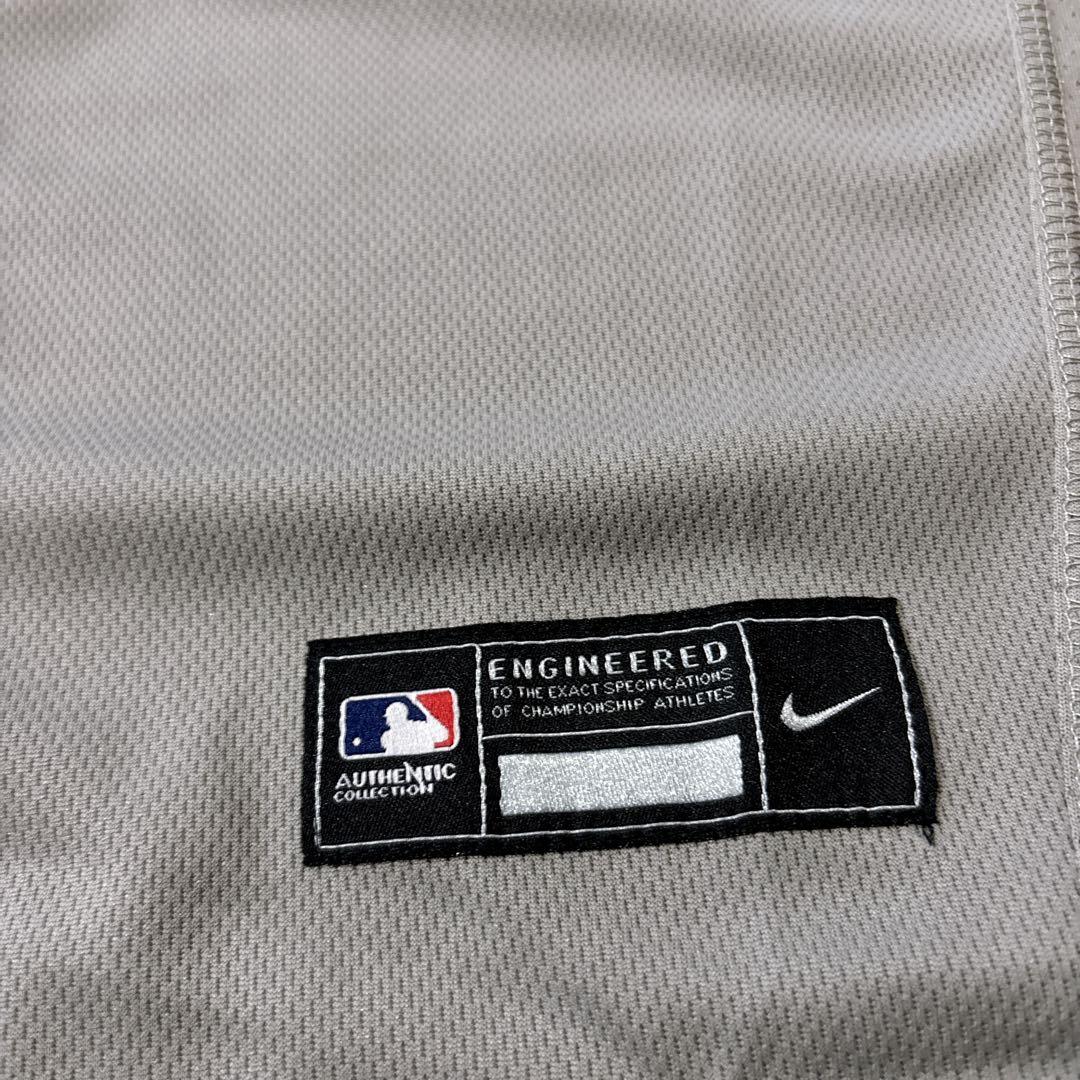 ENGINEERED
TO THE EXACT SPECIFICATIONS
OF CHAMPIONSHIP ATHLETES
AUTHENTIC
COLLECTION